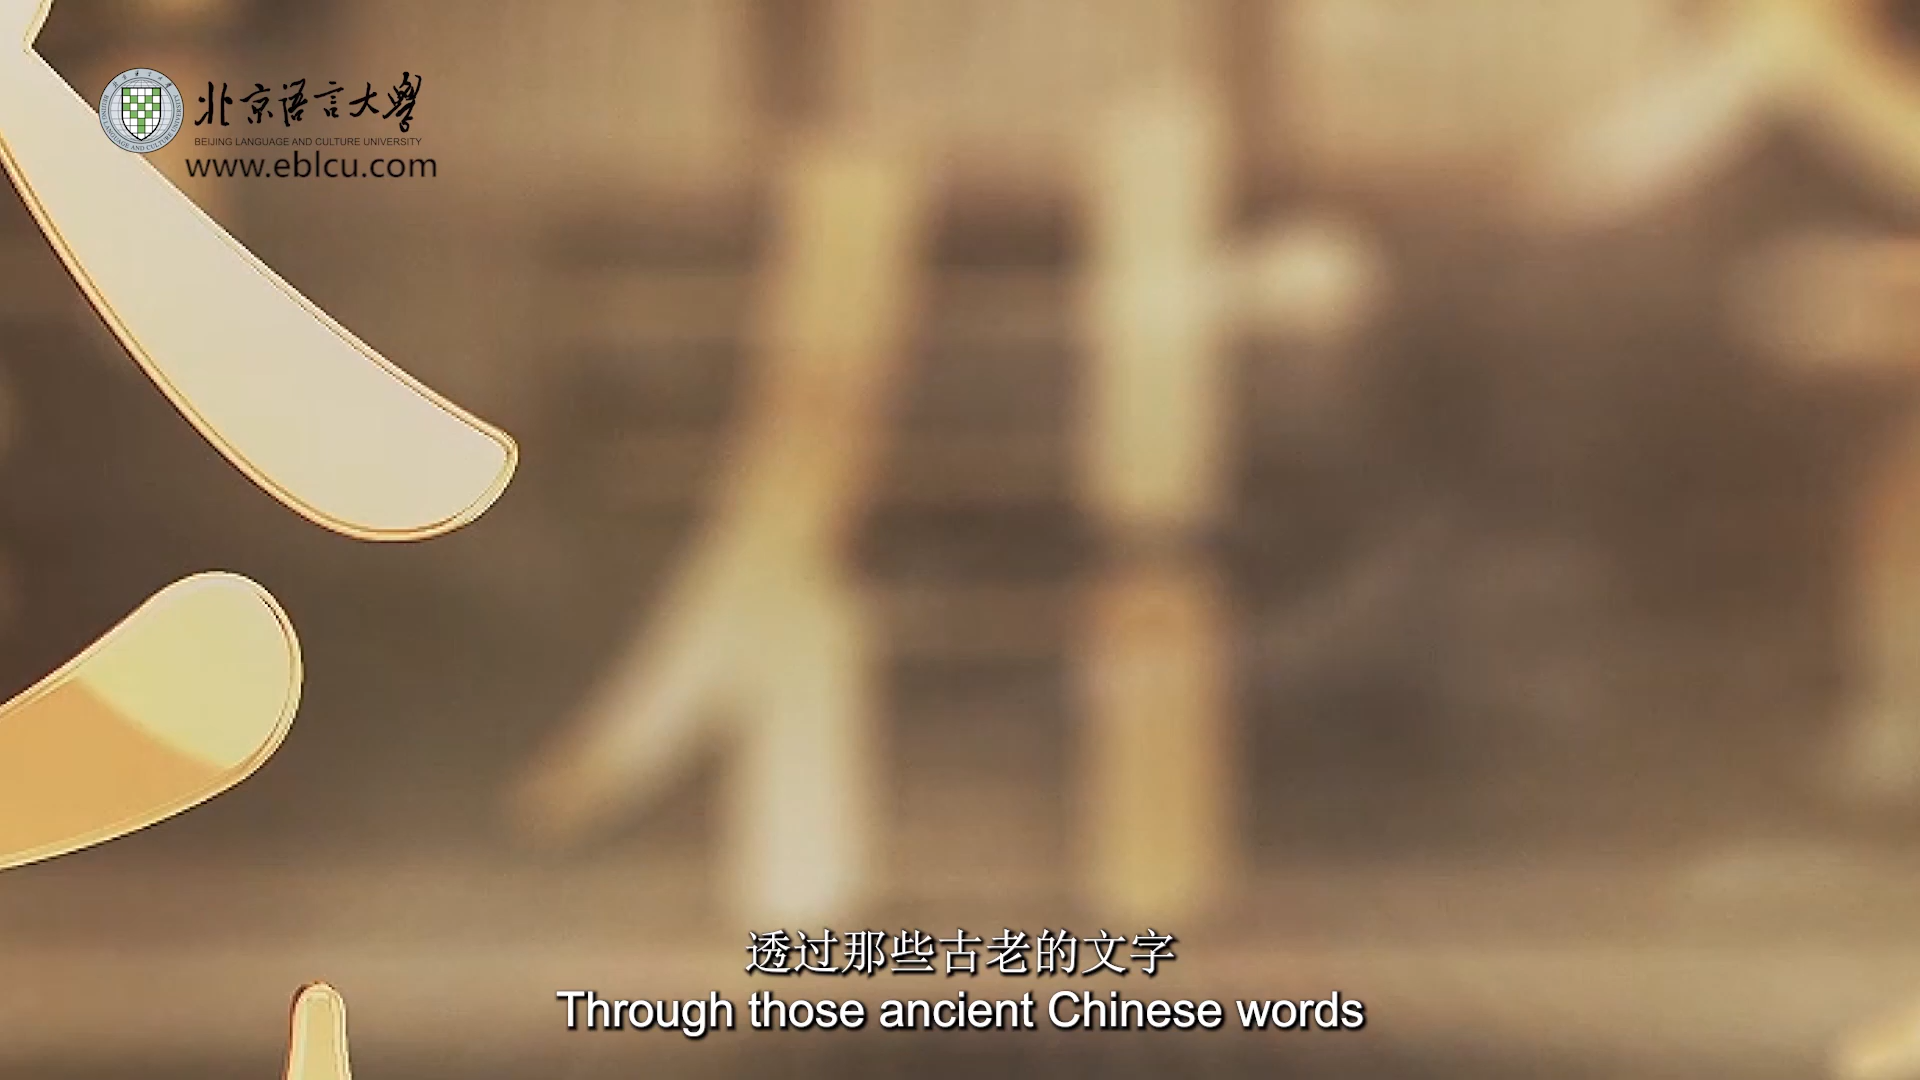 北京语言大學
BEIJING LANGUAGE AND CULTURE UNIVERSITY
www.eblcu.com
透过那些古老的文字
Through those ancient Chinese words